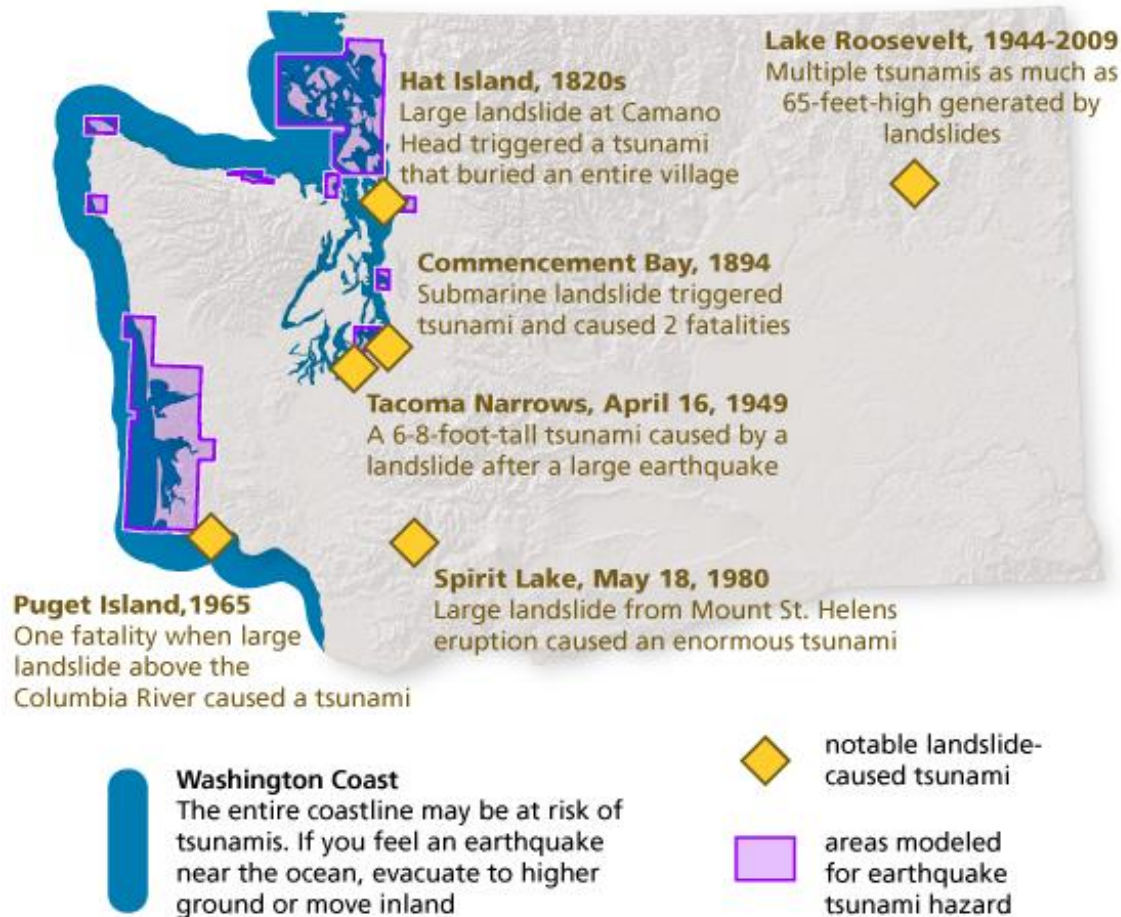 Lake Roosevelt, 1944-2009
Multiple tsunamis as much as
65-feet-high generated by
landslides
Hat Island, 1820s
Large landslide at Camano
Head triggered a tsunami
that buried an entire village
Commencement Bay, 1894
Submarine landslide triggered
tsunami and caused 2 fatalities
Tacoma Narrows, April 16, 1949
A 6-8-foot-tall tsunami caused by a
landslide after a large earthquake
Spirit Lake, May 18, 1980
Large landslide from Mount St. Helens
eruption caused an enormous tsunami
Puget Island,1965
One fatality when large
landslide above the
Columbia River caused a tsunami
Washington Coast
The entire coastline may be at risk of
tsunamis. If you feel an earthquake
near the ocean, evacuate to higher
ground or move inland
notable landslide-
caused tsunami
areas modeled
for earthquake
tsunami hazard